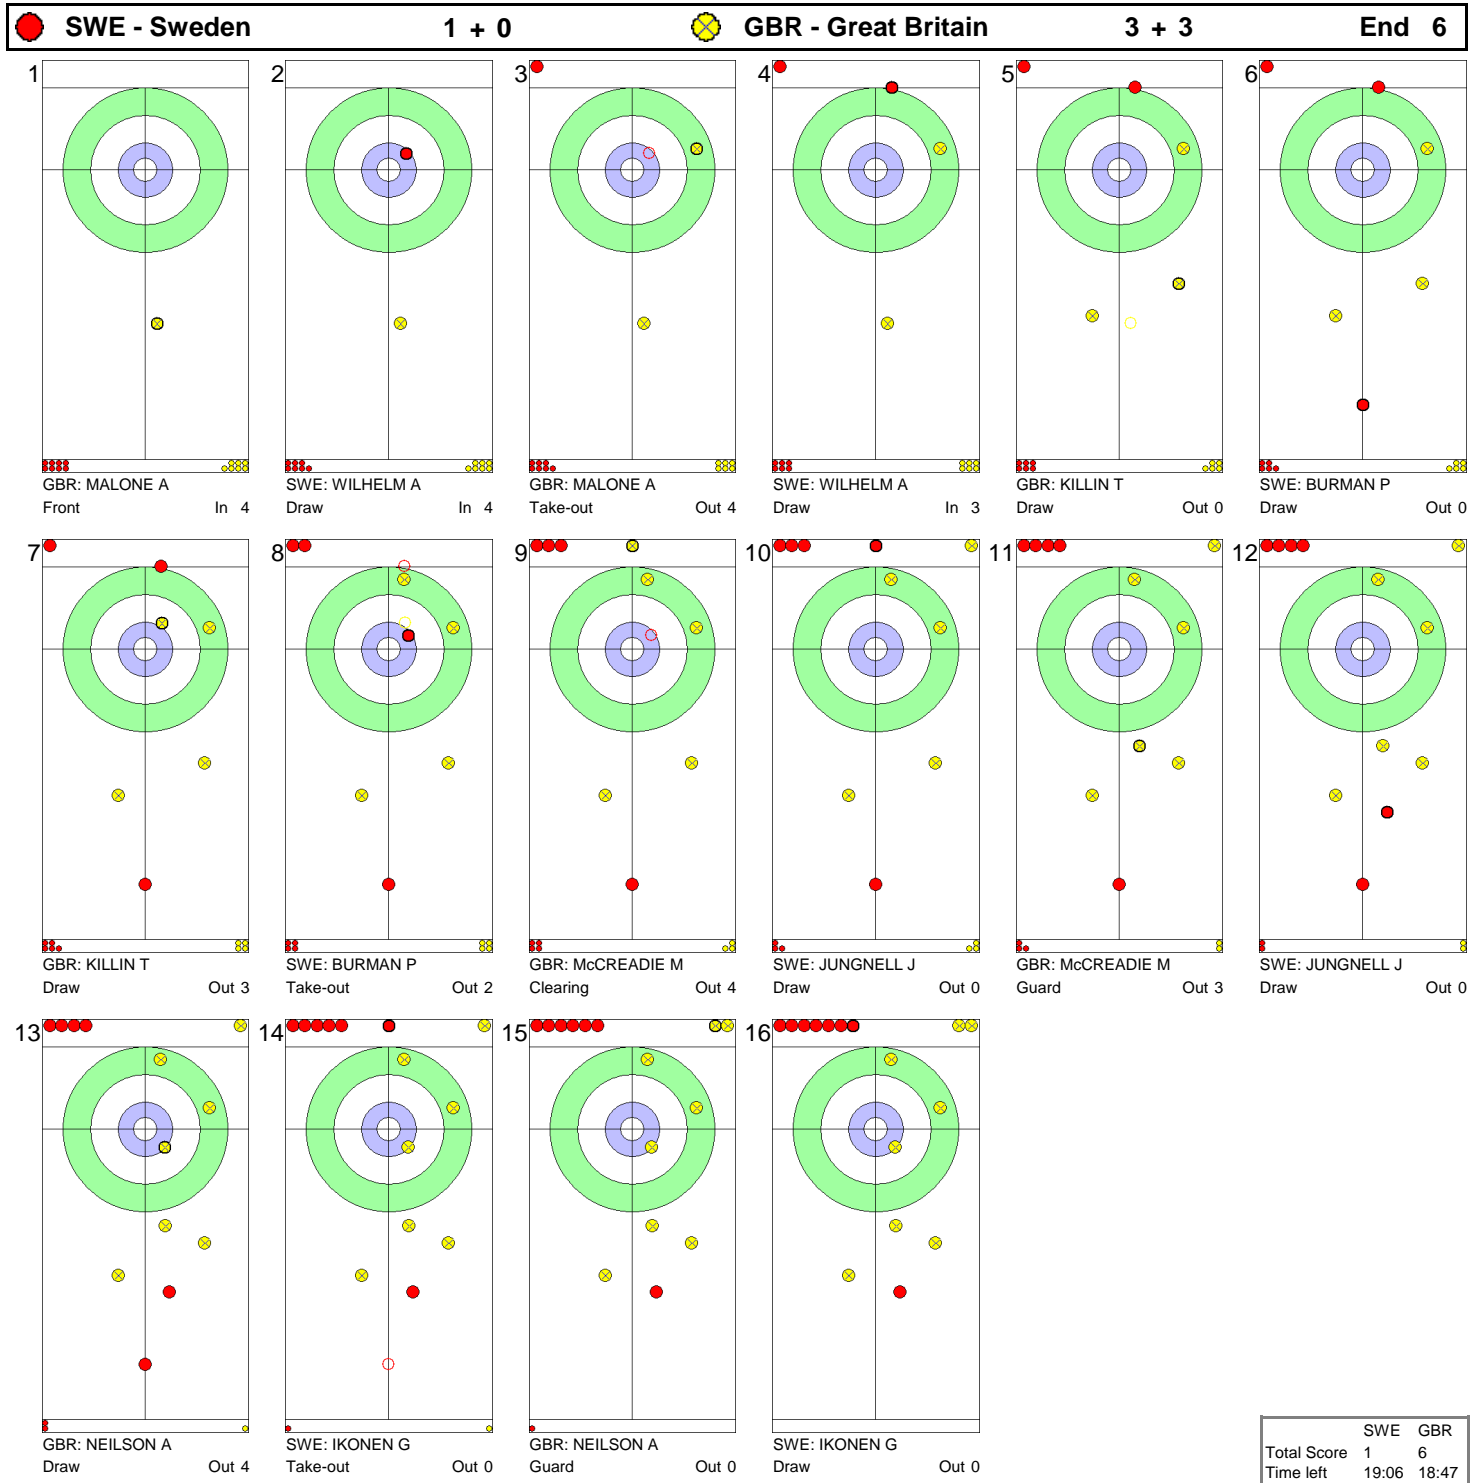 SWE - Sweden 1 + 0 GBR - Great Britain 3 + 3 End 6
1 2 3 4 5 6
GBR: MALONE A SWE: WILHELM A GBR: MALONE A SWE: WILHELM A GBR: KILLIN T SWE: BURMAN P
Front In 4 Draw In 4 Take-out Out 4 Draw In 3 Draw Out 0 Draw Out 0
7 8 9 10 11 12
GBR: KILLIN T SWE: BURMAN P GBR: McCREADIE M SWE: JUNGNELL J GBR: McCREADIE M SWE: JUNGNELL J
Draw Out 3 Take-out Out 2 Clearing Out 4 Draw Out 0 Guard Out 3 Draw Out 0
13 14 15 16
GBR: NEILSON A SWE: IKONEN G GBR: NEILSON A SWE: IKONEN G
Draw Out 4 Take-out Out 0 Guard Out 0 Draw Out 0
SWE GBR
Total Score 1 6
Time left 19:06 18:47